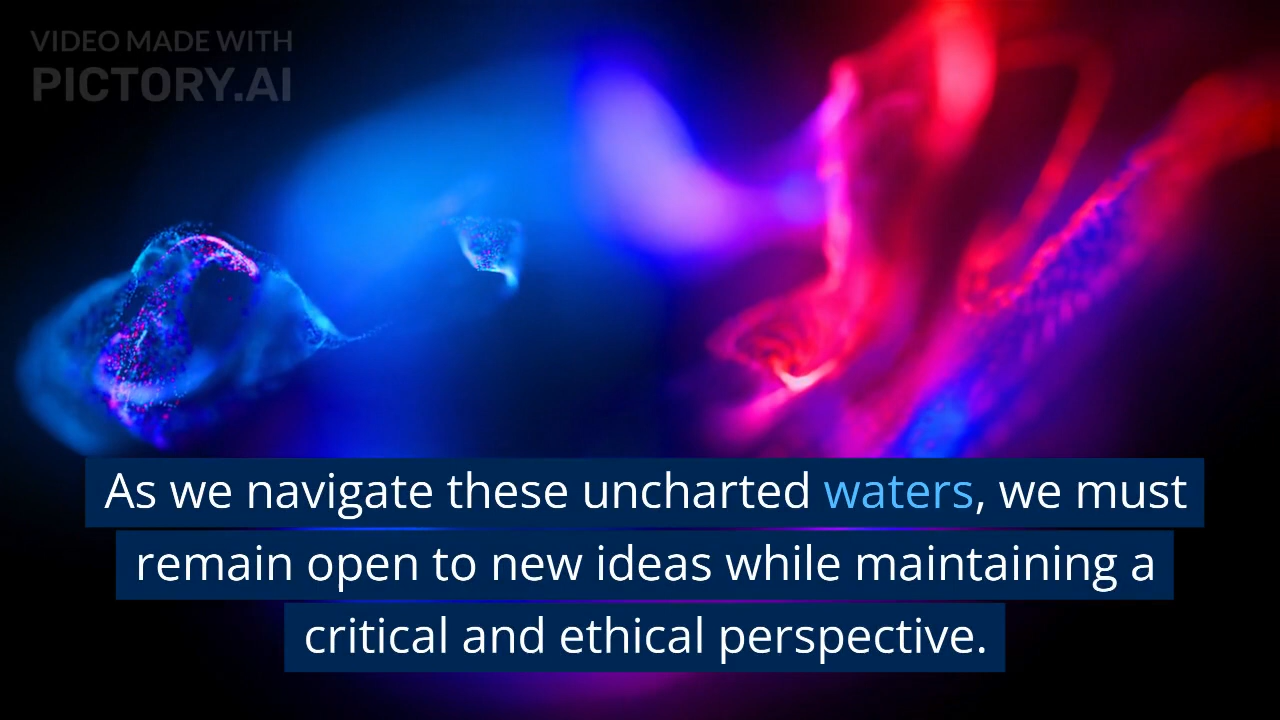 VIDEO MADE WITH
PICTORY.AI
As we navigate these uncharted waters, we must
remain open to new ideas while maintaining a
critical and ethical perspective.